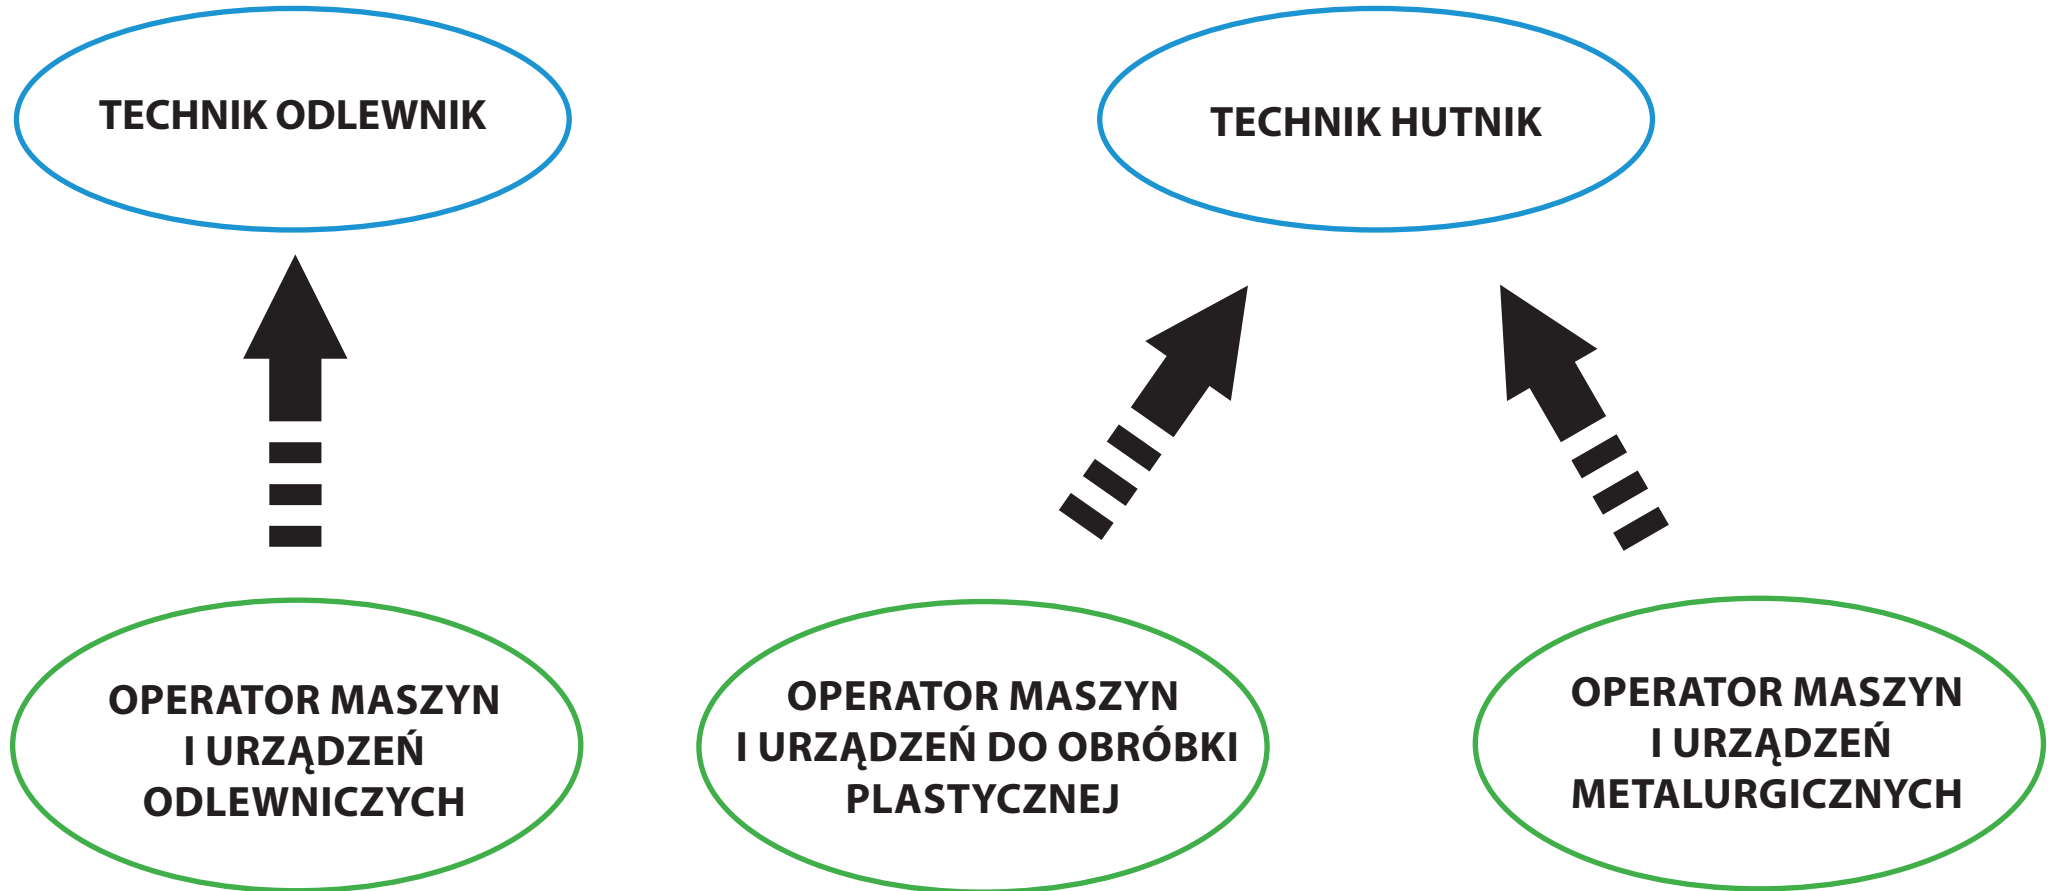 TECHNIK ODLEWNIK
TECHNIK HUTNIK
OPERATOR MASZYN
I URZĄDZEŃ
ODLEWNICZYCH
OPERATOR MASZYN
I URZĄDZEŃ DO OBRÓBKI
PLASTYCZNEJ
OPERATOR MASZYN
I URZĄDZEŃ
METALURGICZNYCH